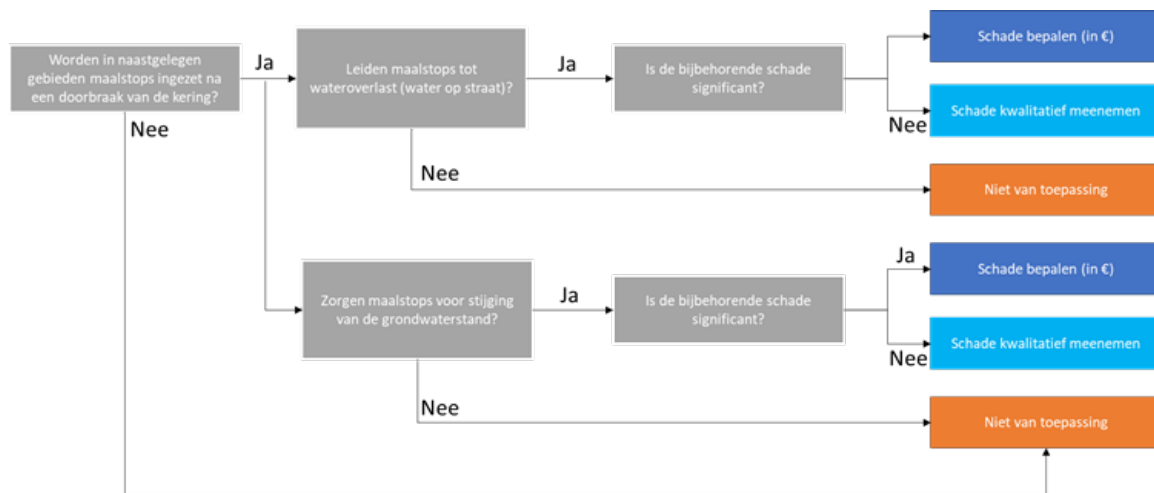 Worden in naastgelegen
gebieden maalstops ingezet na
een doorbraak van de kering?
Ja
Nee
Leiden maalstops tot
wateroverlast (water op straat)?
Ja
Nee
Is de bijbehorende schade
significant?
Nee
Schade bepalen (in €)
Schade kwalitatief meenemen
Niet van toepassing
Zorgen maalstops voor stijging
van de grondwaterstand?
Ja
Nee
Is de bijbehorende schade
significant?
Ja
Nee
Schade bepalen (in €)
Schade kwalitatief meenemen
Niet van toepassing